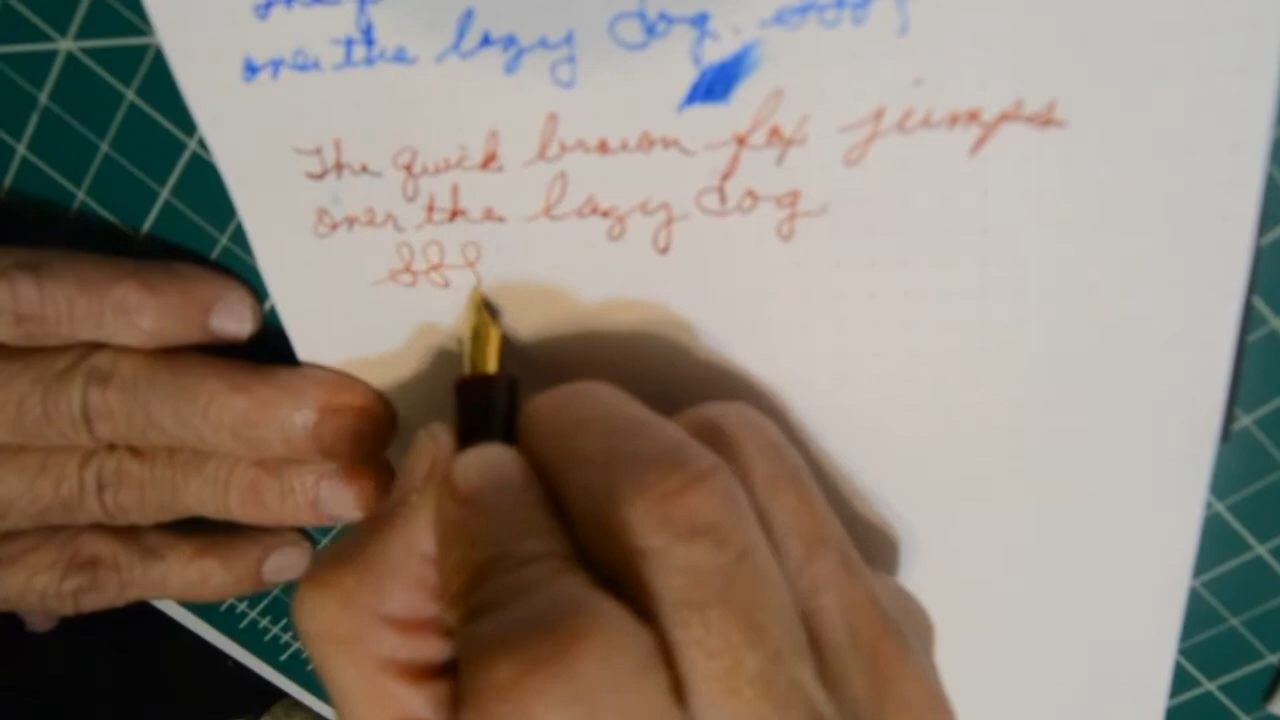 over the lazy dog.
The quick brown fox jumps
over the lazy dog.